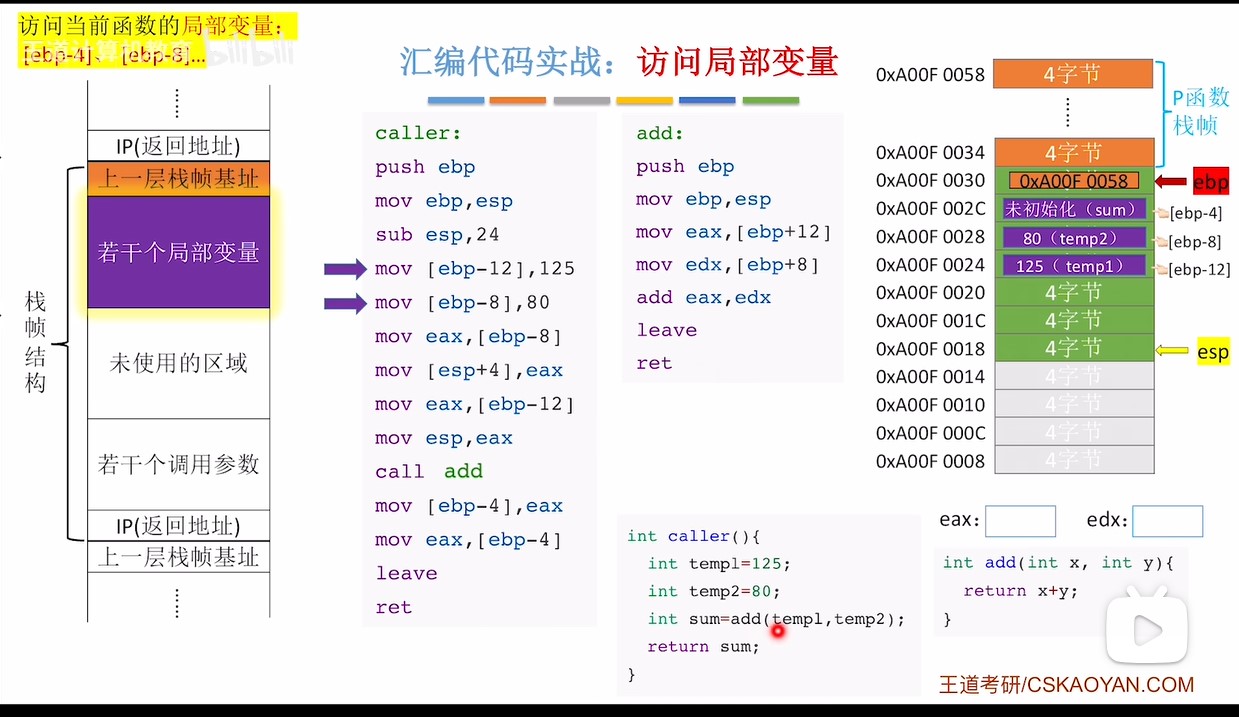 访问当前函数的局部变量：
[ebp-4]、[ebp-8]...
王道计算机教育
bilibili
汇编代码实战：访问局部变量
IP(返回地址)
上一层栈帧基址
若干个局部变量
未使用的区域
若干个调用参数
IP(返回地址)
上一层栈帧基址
栈帧结构
caller:
push ebp
mov ebp,esp
sub esp,24
mov [ebp-12],125
mov [ebp-8],80
mov eax,[ebp-8]
mov [esp+4],eax
mov eax,[ebp-12]
mov esp,eax
call add
mov [ebp-4],eax
mov eax,[ebp-4]
leave
ret
add:
push ebp
mov ebp,esp
mov eax,[ebp+12]
mov edx,[ebp+8]
add eax,edx
leave
ret
0xA00F 0058 4字节
P函数
栈帧
0xA00F 0034 4字节
0xA00F 0030 0xA00F 0058 ebp
0xA00F 002C 未初始化（sum） [ebp-4]
0xA00F 0028 80（temp2） [ebp-8]
0xA00F 0024 125（ temp1） [ebp-12]
0xA00F 0020 4字节
0xA00F 001C 4字节
0xA00F 0018 4字节 esp
0xA00F 0014 4字节
0xA00F 0010 4字节
0xA00F 000C 4字节
0xA00F 0008 4字节
eax: edx:
int caller(){
int temp1=125;
int temp2=80;
int sum=add(temp1,temp2);
return sum;
}
int add(int x, int y){
return x+y;
}
王道考研/CSKAOYAN.COM